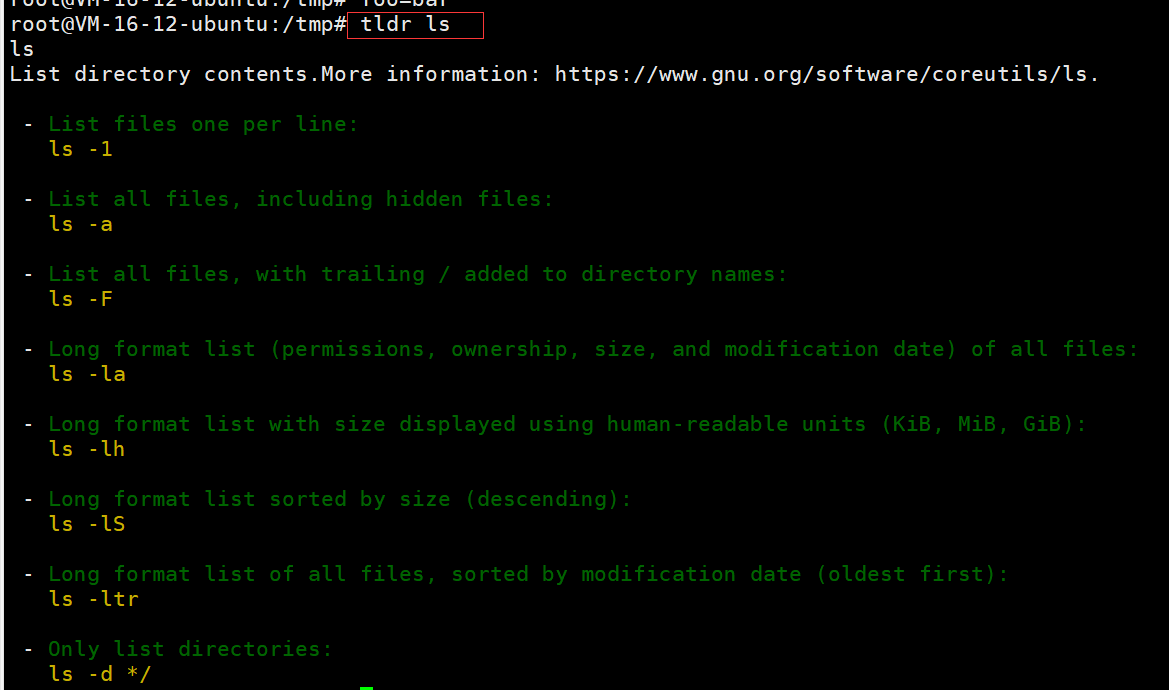 root@VM-16-12-ubuntu:/tmp# foo=bar
root@VM-16-12-ubuntu:/tmp# tldr ls
ls
List directory contents.More information: https://www.gnu.org/software/coreutils/ls.
- List files one per line:
ls -1
- List all files, including hidden files:
ls -a
- List all files, with trailing / added to directory names:
ls -F
- Long format list (permissions, ownership, size, and modification date) of all files:
ls -la
- Long format list with size displayed using human-readable units (KiB, MiB, GiB):
ls -lh
- Long format list sorted by size (descending):
ls -lS
- Long format list of all files, sorted by modification date (oldest first):
ls -ltr
- Only list directories:
ls -d */